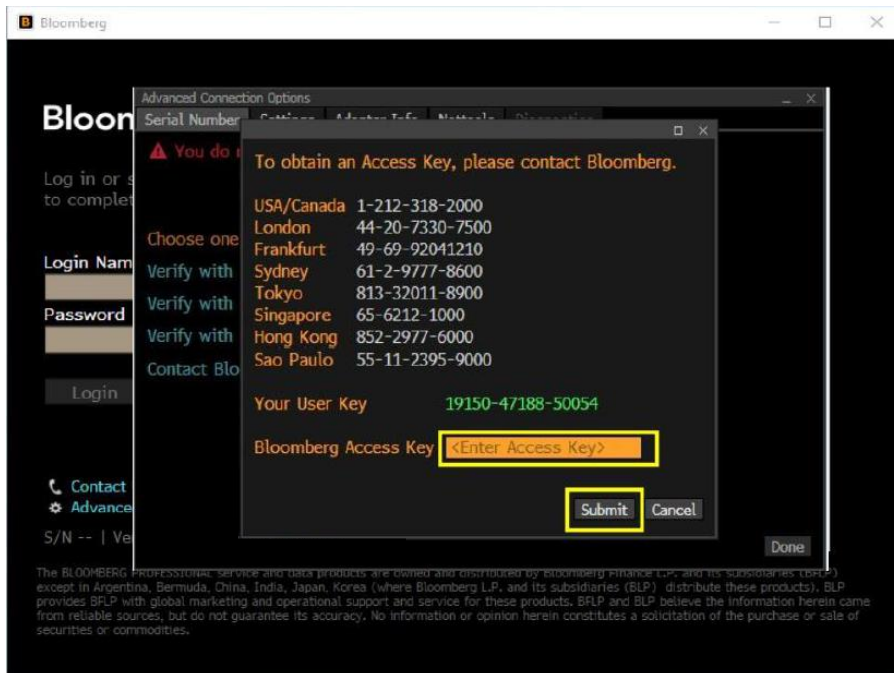 Bloomberg
Bloom
Advanced Connection Options
Serial Number
You do
To obtain an Access Key, please contact Bloomberg.
Log in or
to complet
USA/Canada 1-212-318-2000
London 44-20-7330-7500
Choose one
Frankfurt 49-69-92041210
Login Nam
Verify with
Sydney 61-2-9777-8600
Tokyo 813-32011-8900
Verify with
Password
Singapore 65-6212-1000
Verify with
Hong Kong 852-2977-6000
Sao Paulo 55-11-2395-9000
Contact Blo
Login
Your User Key 19150-47188-50054
Bloomberg Access Key <Enter Access Key>
Contact
Advance
Submit Cancel
S/N -- | Ve
Done
The BLOOMBERG PROFESSIONAL service and data products are owned and distributed by Bloomberg Finance L.P. and its subsidiaries (BFLP)
except in Argentina, Bermuda, China, India, Japan, Korea (where Bloomberg L.P. and its subsidiaries (BLP) distribute these products). BLP
provides BFLP with global marketing and operational support and service for these products. BFLP and BLP believe the information herein came
from reliable sources, but do not guarantee its accuracy. No information or opinion herein constitutes a solicitation of the purchase or sale of
securities or commodities.